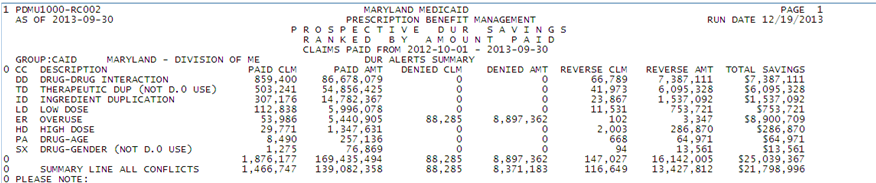 1 PDMU1000-RC002 MARYLAND MEDICAID PAGE 1
AS OF 2013-09-30 PRESCRIPTION BENEFIT MANAGEMENT RUN DATE 12/19/2013
P R O S P E C T I V E D U R S A V I N G S
R A N K E D B Y A M O U N T P A I D
CLAIMS PAID FROM 2012-10-01 - 2013-09-30
GROUP:CAID MARYLAND - DIVISION OF ME DUR ALERTS SUMMARY
0 CC DESCRIPTION PAID CLM PAID AMT DENIED CLM DENIED AMT REVERSE CLM REVERSE AMT TOTAL SAVINGS
DD DRUG-DRUG INTERACTION 859,400 86,678,079 0 0 66,789 7,387,111 $7,387,111
TD THERAPEUTIC DUP (NOT D.0 USE) 503,241 54,856,425 0 0 41,973 6,095,328 $6,095,328
ID INGREDIENT DUPLICATION 307,176 14,782,367 0 0 23,867 1,537,092 $1,537,092
LD LOW DOSE 112,838 5,996,078 0 0 11,531 753,721 $753,721
ER OVERUSE 53,986 5,440,905 88,285 8,897,362 102 3,347 $8,900,709
HD HIGH DOSE 29,771 1,347,631 0 0 2,003 286,870 $286,870
PA DRUG-AGE 8,490 257,136 0 0 668 64,971 $64,971
SX DRUG-GENDER (NOT D.0 USE) 1,275 76,869 0 0 94 13,561 $13,561
0 1,876,177 169,435,494 88,285 8,897,362 147,027 16,142,005 $25,039,367
0 SUMMARY LINE ALL CONFLICTS 1,466,747 139,082,358 88,285 8,371,183 116,649 13,427,812 $21,798,996
0 PLEASE NOTE: